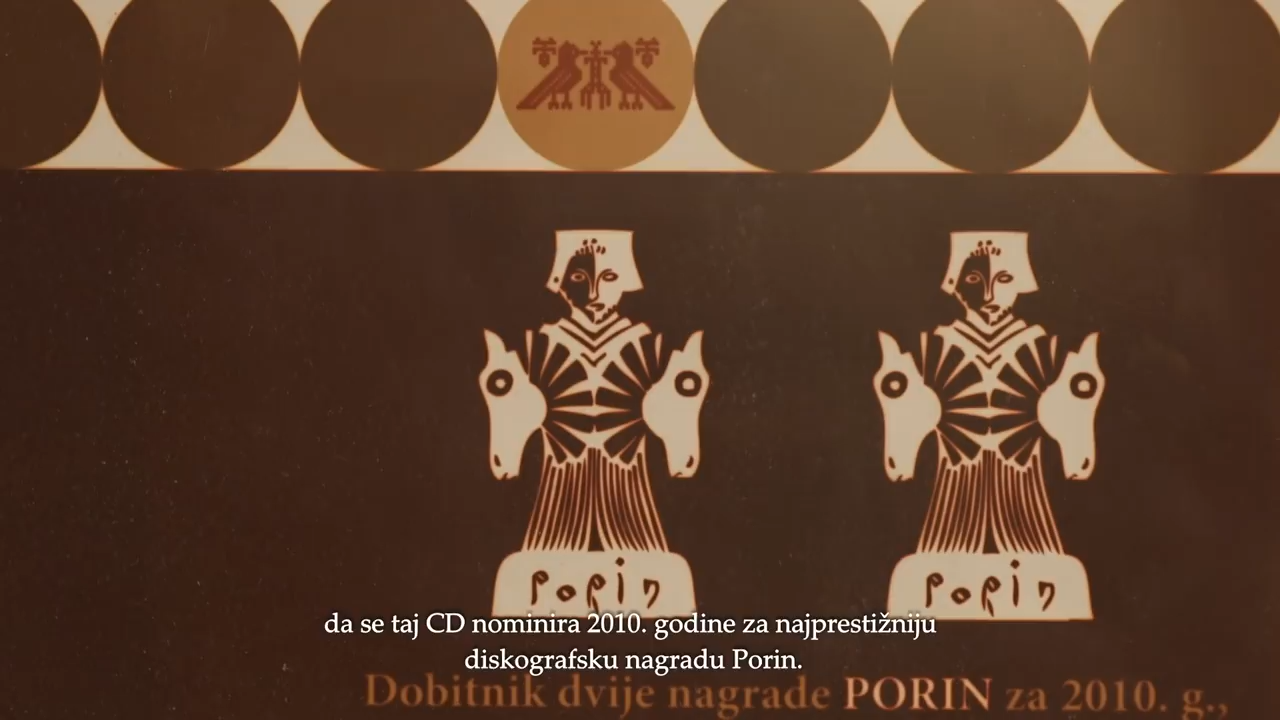 PORIN
PORIN
da se taj CD nominira 2010. godine za najprestižniju
diskografsku nagradu Porin.
Dobitnik dvije nagrade PORIN za 2010. g.,